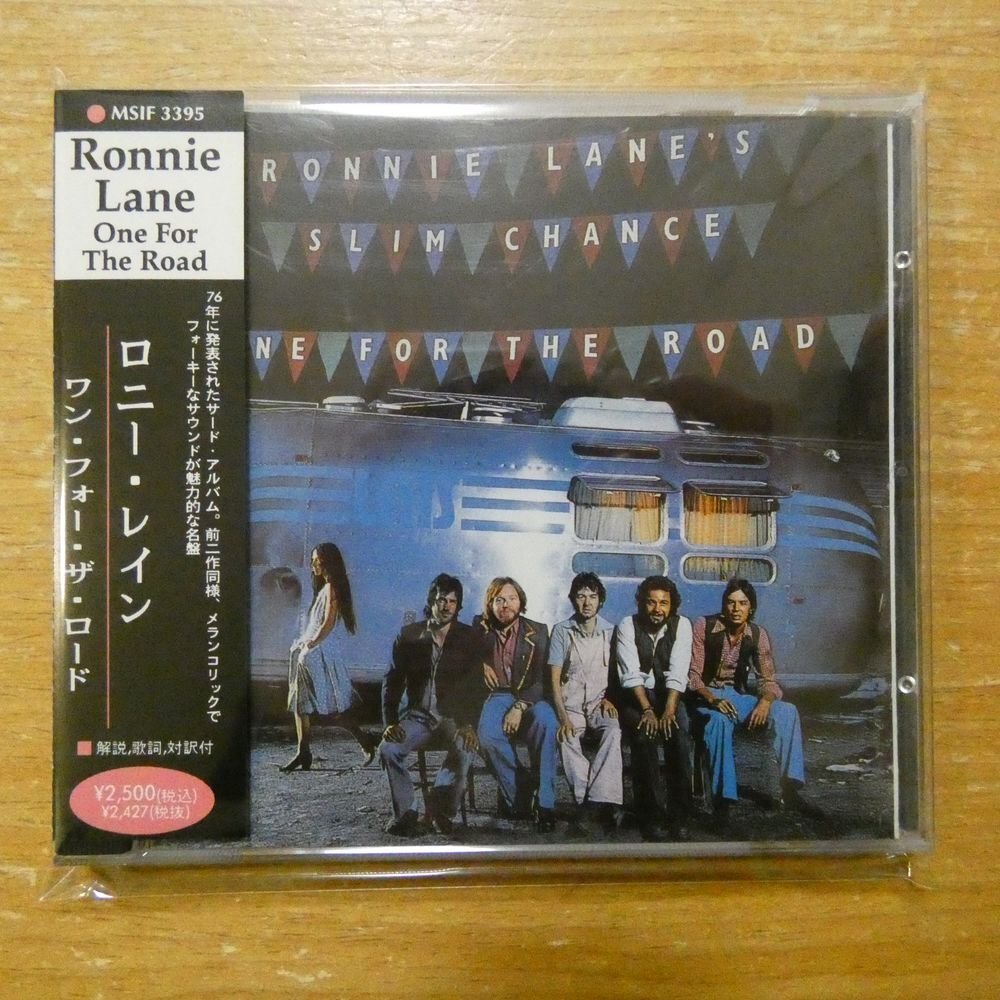 MSIF 3395
Ronnie
Lane
One For
The Road
76年に発表されたサード・アルバム。前二作同様、メランコリックで
フォーキーなサウンドが魅力的な名盤
ロニー・レイン
ワン・フォー・ザ・ロード
解説,歌詞,対訳付
¥2,500(税込)
¥2,427(税抜)
RONNIE LANE'S
SLIM CHANCE
NE FOR THE ROAD